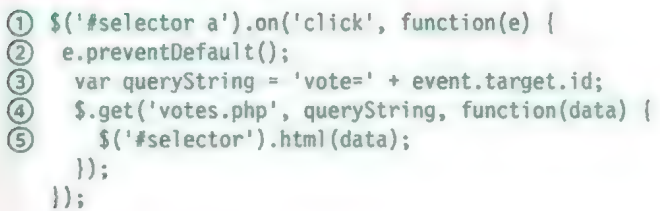 ① $('#selector a').on('click', function(e) {
② e.preventDefault();
③ var queryString = 'vote=' + event.target.id;
④ $.get('votes.php', queryString, function(data) {
⑤ $('#selector').html(data);
});
});